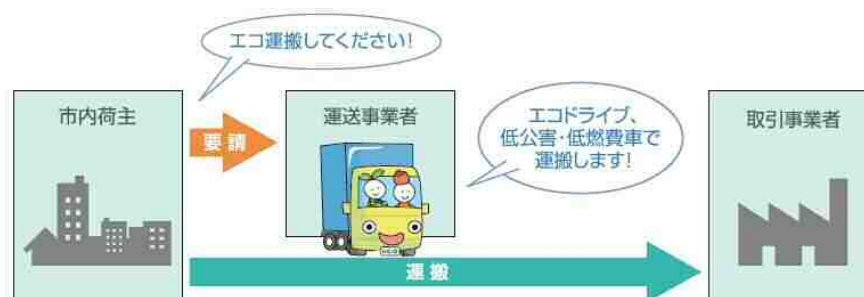 エコ運搬してください!
市内荷主
運送事業者
取引事業者
要請
エコドライブ、
低公害・低燃費車で
運搬します!
運搬